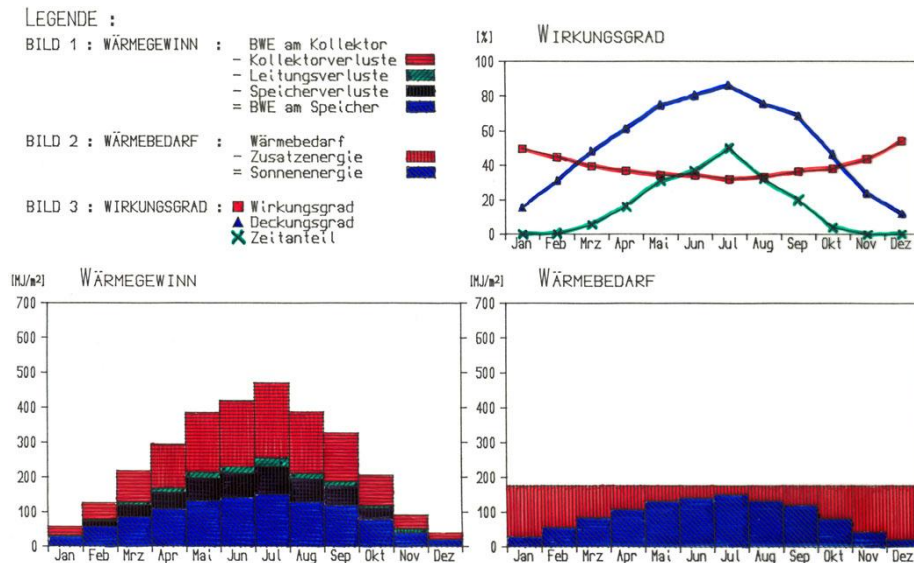 LEGENDE :
BILD 1 : WÄRMEGEWINN : BWE am Kollektor
- Kollektorverluste
- Leitungsverluste
- Speicherverluste
= BWE am Speicher
BILD 2 : WÄRMEBEDARF : Wärmebedarf
- Zusatzenergie
= Sonnenenergie
BILD 3 : WIRKUNGSGRAD : Wirkungsgrad
Deckungsgrad
Zeitanteil
[%] WIRKUNGSGRAD
100
80
60
40
20
0
Jan Feb Mrz Apr Mai Jun Jul Aug Sep Okt Nov Dez
[MJ/m²] WÄRMEGEWINN
700
600
500
400
300
200
100
0
Jan Feb Mrz Apr Mai Jun Jul Aug Sep Okt Nov Dez
[MJ/m²] WÄRMEBEDARF
700
600
500
400
300
200
100
0
Jan Feb Mrz Apr Mai Jun Jul Aug Sep Okt Nov Dez